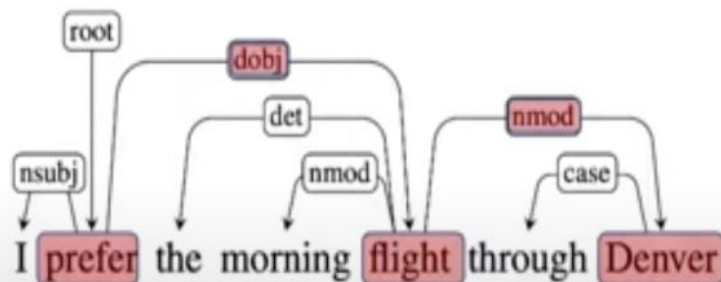 root
dobj
det
nmod
nsubj
nmod
case
I prefer the morning flight through Denver